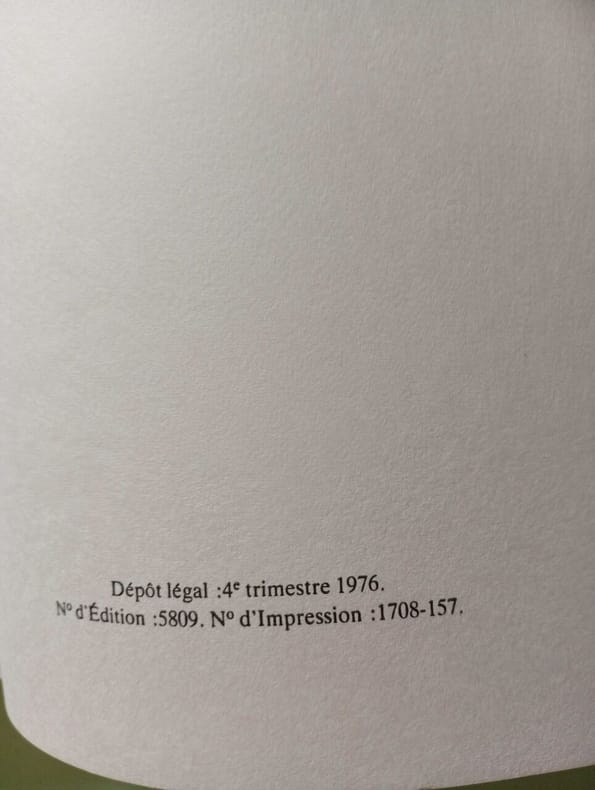 Dépôt légal :4e trimestre 1976.
Nº d'Édition :5809. Nº d'Impression :1708-157.